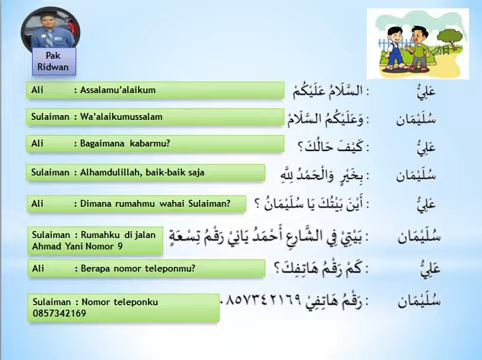 Pak
Ridwan
Ali : Assalamu’alaikum
عَلِيُّ : السَّلَامُ عَلَيْكُمْ
Sulaiman : Wa’alaikumussalam
سُلَيْمَان : وَعَلَيْكُمُ السَّلَامْ
Ali : Bagaimana kabarmu?
عَلِيُّ : كَيْفَ حَالُكَ؟
Sulaiman : Alhamdulillah, baik-baik saja
سُلَيْمَان : بِخَيْرٍ وَالْحَمْدُ لِلّٰهِ
Ali : Dimana rumahmu wahai Sulaiman?
عَلِيُّ : أَيْنَ بَيْتُكَ يَا سُلَيْمَانُ ؟
Sulaiman : Rumahku di jalan
Ahmad Yani Nomor 9
سُلَيْمَان : بَيْتِيْ فِي الشَّارِعِ أَحْمَدُ يَانِيْ رَقْمُ تِسْعَةٍ
Ali : Berapa nomor teleponmu?
عَلِيُّ : كَمْ رَقْمُ هَاتِفِكَ؟
Sulaiman : Nomor teleponku
0857342169
سُلَيْمَان : رَقْمُ هَاتِفِيْ ٠٨٥٧٣٤٢١٦٩